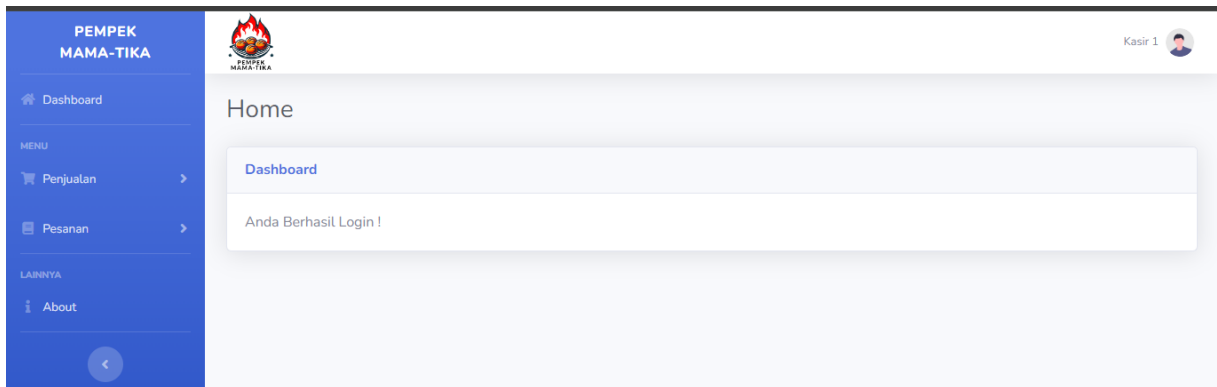 PEMPEK
MAMA-TIKA
Dashboard
MENU
Penjualan
Pesanan
LAINNYA
About
PEMPEK
MAMA-TIKA
Kasir 1
Home
Dashboard
Anda Berhasil Login !